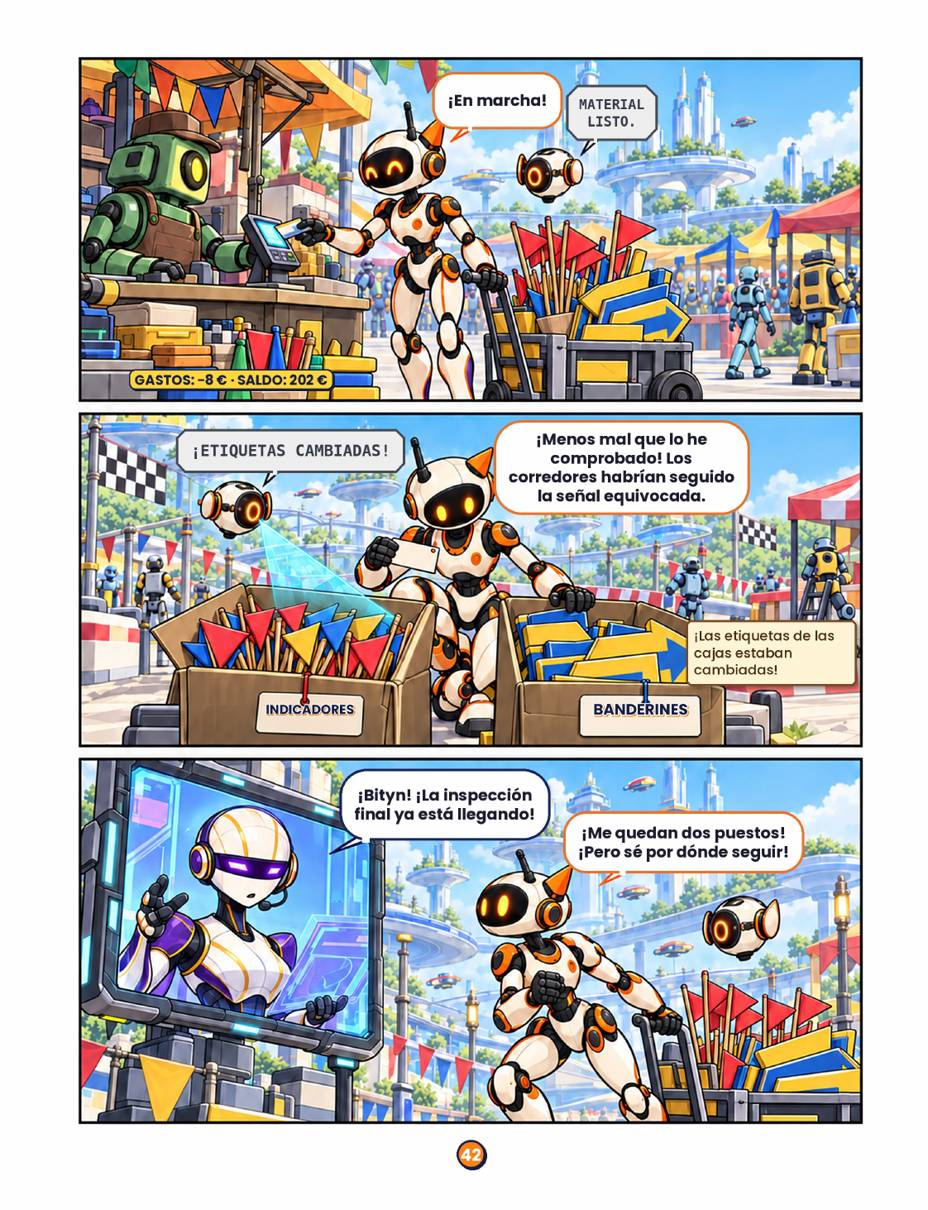 ¡En marcha!
MATERIAL
LISTO.
GASTOS: -8 € · SALDO: 202 €
¡ETIQUETAS CAMBIADAS!
¡Menos mal que lo he
comprobado! Los
corredores habrían seguido
la señal equivocada.
¡Las etiquetas de las
cajas estaban
cambiadas!
INDICADORES
BANDERINES
¡Bityn! ¡La inspección
final ya está llegando!
¡Me quedan dos puestos!
¡Pero sé por dónde seguir!
42